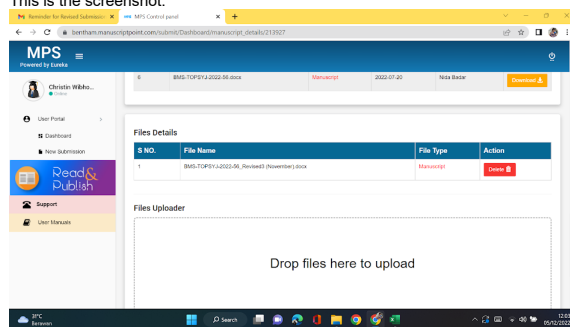 This is the screenshot.
Reminder for Revised Submission
MPS Control panel
bentham.manuscriptpoint.com/submit/Dashboard/manuscript_details/213927
MPS
Powered by Eureka
Christin Wibho...
Online
User Portal
Dashboard
New Submission
Read&
Publish
Support
User Manuals
6 BMS-TOPSYJ-2022-56.docx Manuscript 2022-07-20 Nida Badar Download
Files Details
S NO. File Name File Type Action
1 BMS-TOPSYJ-2022-56_Revised3 (November).docx Manuscript Delete
Files Uploader
Drop files here to upload
31°C
Berawan
Search
12:03
05/12/2022